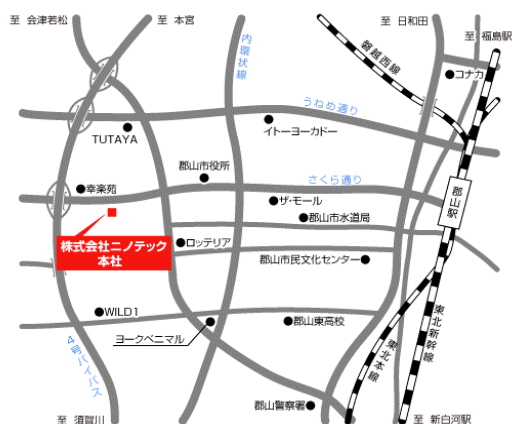 至 会津若松
至 本宮
至 日和田
至 福島駅
内環状線
磐越西線
コナカ
うねめ通り
TUTAYA
イトーヨーカドー
郡山市役所
さくら通り
幸楽苑
ザ・モール
郡山駅
郡山市水道局
株式会社ニノテック
本社
ロッテリア
郡山市民文化センター
WILD1
郡山東高校
ヨークベニマル
4号バイパス
東北本線
東北新幹線
郡山警察署
至 須賀川
至 新白河駅